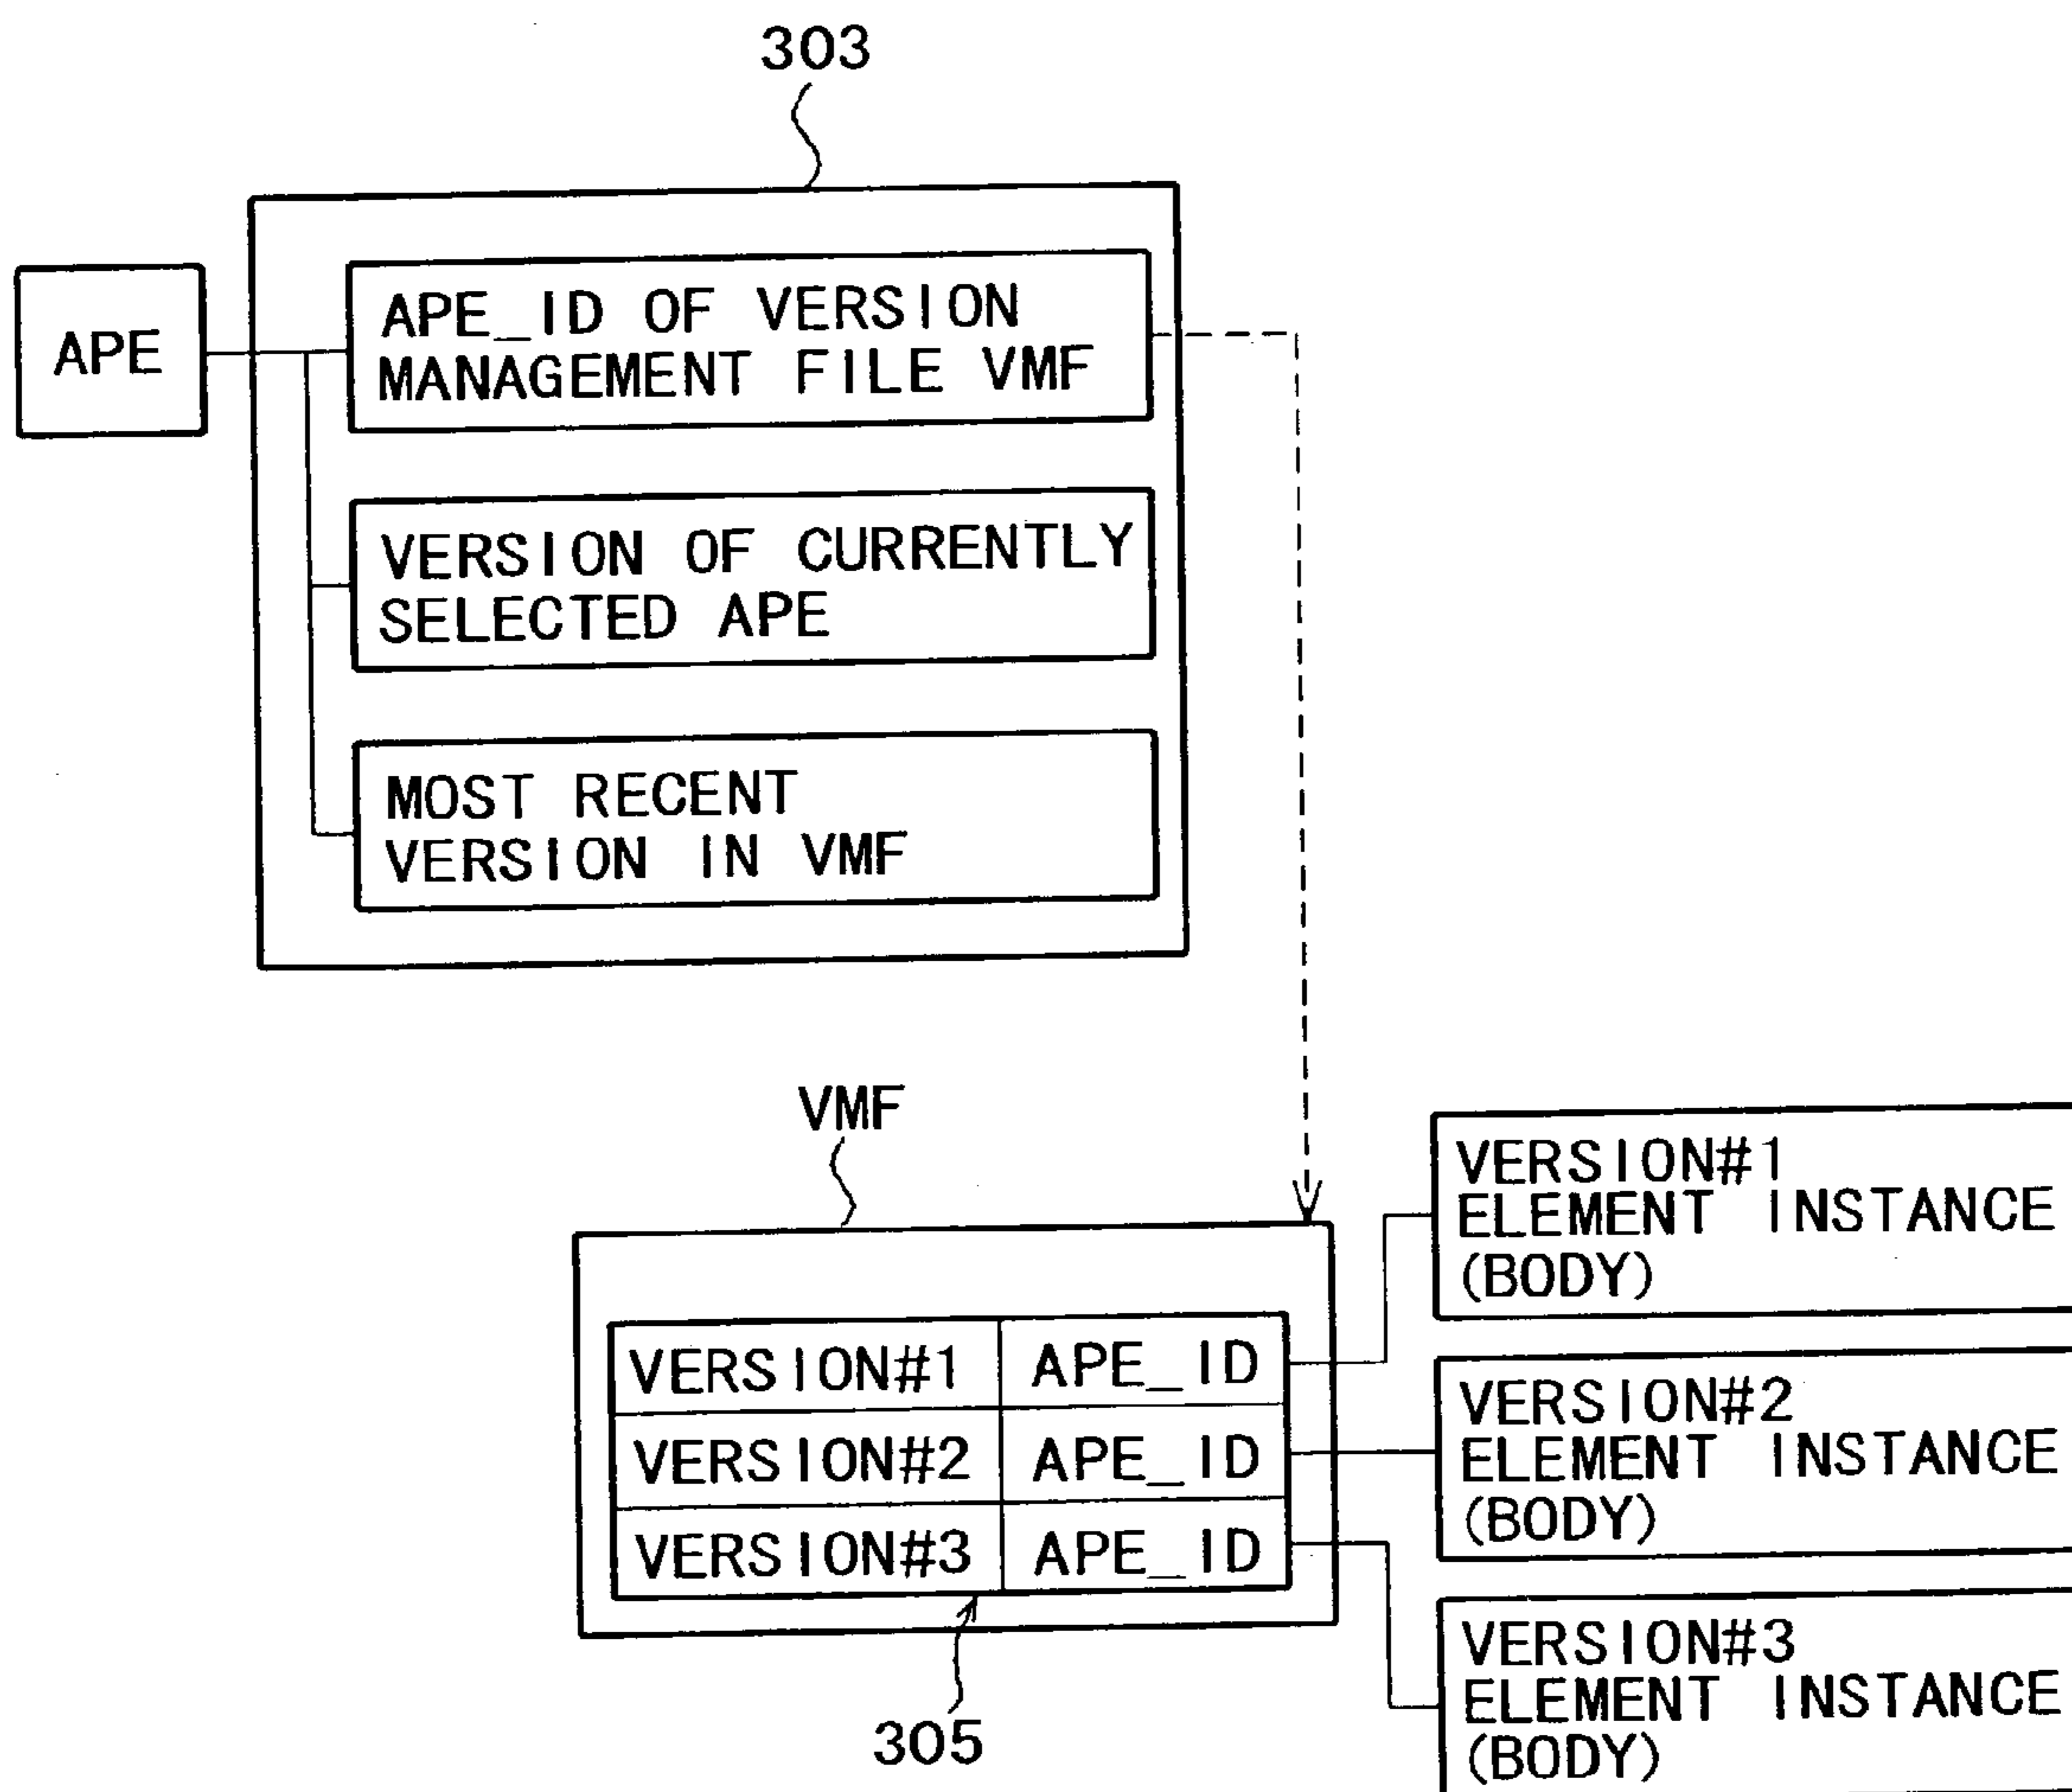 303
APE
APE_ID OF VERSION
MANAGEMENT FILE VMF
VERSION OF CURRENTLY
SELECTED APE
MOST RECENT
VERSION IN VMF
VMF
VERSION#1 APE_ID
VERSION#2 APE_ID
VERSION#3 APE_ID
305
VERSION#1
ELEMENT INSTANCE
(BODY)
VERSION#2
ELEMENT INSTANCE
(BODY)
VERSION#3
ELEMENT INSTANCE
(BODY)